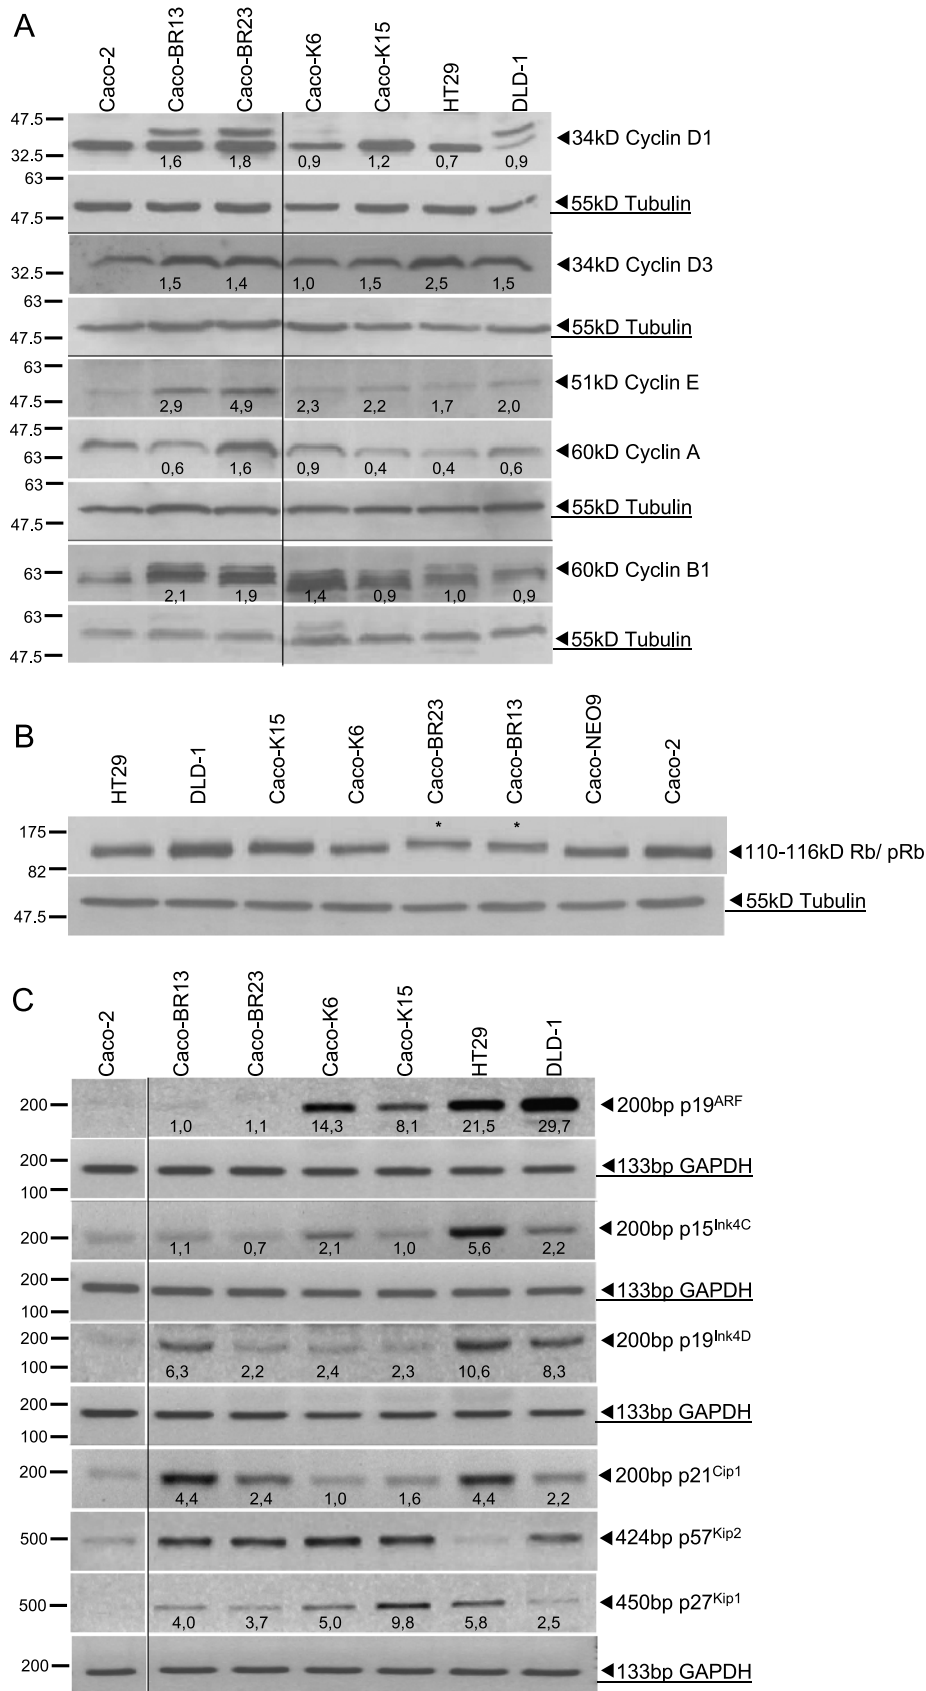 A
Caco-2
Caco-BR13
Caco-BR23
Caco-K6
Caco-K15
HT29
DLD-1
47.5
32.5
◄34kD Cyclin D1
1,6 1,8 0,9 1,2 0,7 0,9
63
47.5
◄55kD Tubulin
32.5
◄34kD Cyclin D3
1,5 1,4 1,0 1,5 2,5 1,5
63
47.5
◄55kD Tubulin
63
47.5
◄51kD Cyclin E
2,9 4,9 2,3 2,2 1,7 2,0
47.5
63
◄60kD Cyclin A
0,6 1,6 0,9 0,4 0,4 0,6
63
47.5
◄55kD Tubulin
63
◄60kD Cyclin B1
2,1 1,9 1,4 0,9 1,0 0,9
63
47.5
◄55kD Tubulin
B
HT29
DLD-1
Caco-K15
Caco-K6
Caco-BR23
Caco-BR13
Caco-NEO9
Caco-2
* *
175
82
◄110-116kD Rb/ pRb
47.5
◄55kD Tubulin
C
Caco-2
Caco-BR13
Caco-BR23
Caco-K6
Caco-K15
HT29
DLD-1
200
◄200bp p19ARF
1,0 1,1 14,3 8,1 21,5 29,7
200
100
◄133bp GAPDH
200
◄200bp p15Ink4C
1,1 0,7 2,1 1,0 5,6 2,2
200
100
◄133bp GAPDH
200
100
◄200bp p19Ink4D
6,3 2,2 2,4 2,3 10,6 8,3
200
100
◄133bp GAPDH
200
◄200bp p21Cip1
4,4 2,4 1,0 1,6 4,4 2,2
500
◄424bp p57Kip2
500
◄450bp p27Kip1
4,0 3,7 5,0 9,8 5,8 2,5
200
◄133bp GAPDH